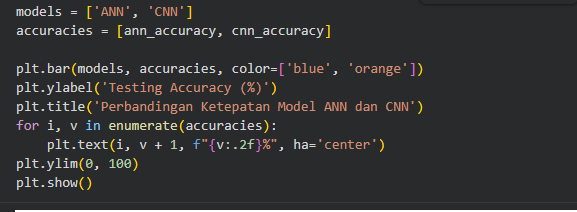 models = ['ANN', 'CNN']
accuracies = [ann_accuracy, cnn_accuracy]
plt.bar(models, accuracies, color=['blue', 'orange'])
plt.ylabel('Testing Accuracy (%)')
plt.title('Perbandingan Ketepatan Model ANN dan CNN')
for i, v in enumerate(accuracies):
    plt.text(i, v + 1, f"{v:.2f}%", ha='center')
plt.ylim(0, 100)
plt.show()